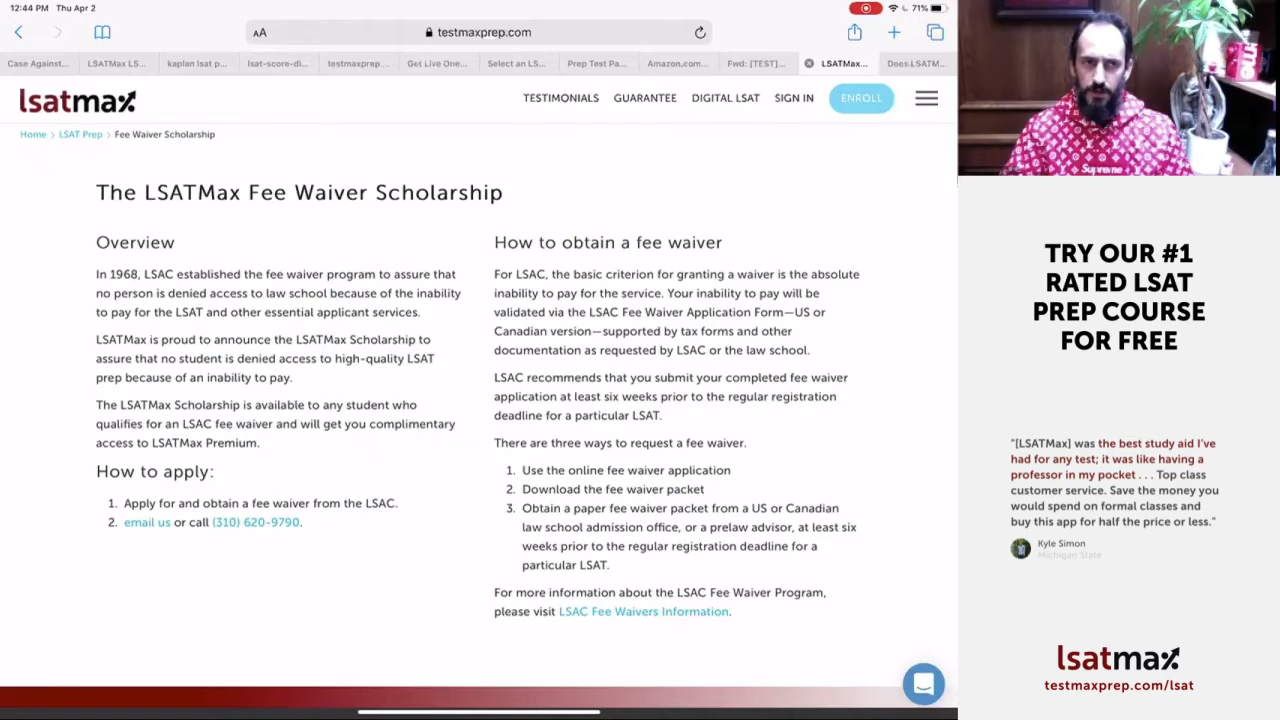 12:44 PM Thu Apr 2
71%
AA
testmaxprep.com
Case Against...
LSATMax LS...
kaplan lsat p...
lsat-score-di...
testmaxprep...
Get Live One...
Select an LS...
Prep Test Pa...
Amazon.com...
Fwd: [TEST]...
LSATMax...
Does LSATM...
lsatmax
TESTIMONIALS
GUARANTEE
DIGITAL LSAT
SIGN IN
ENROLL
Home > LSAT Prep > Fee Waiver Scholarship
The LSATMax Fee Waiver Scholarship
Overview
In 1968, LSAC established the fee waiver program to assure that
no person is denied access to law school because of the inability
to pay for the LSAT and other essential applicant services.
LSATMax is proud to announce the LSATMax Scholarship to
assure that no student is denied access to high-quality LSAT
prep because of an inability to pay.
The LSATMax Scholarship is available to any student who
qualifies for an LSAC fee waiver and will get you complimentary
access to LSATMax Premium.
How to apply:
1. Apply for and obtain a fee waiver from the LSAC.
2. email us or call (310) 620-9790.
How to obtain a fee waiver
For LSAC, the basic criterion for granting a waiver is the absolute
inability to pay for the service. Your inability to pay will be
validated via the LSAC Fee Waiver Application Form—US or
Canadian version—supported by tax forms and other
documentation as requested by LSAC or the law school.
LSAC recommends that you submit your completed fee waiver
application at least six weeks prior to the regular registration
deadline for a particular LSAT.
There are three ways to request a fee waiver.
1. Use the online fee waiver application
2. Download the fee waiver packet
3. Obtain a paper fee waiver packet from a US or Canadian
law school admission office, or a prelaw advisor, at least six
weeks prior to the regular registration deadline for a
particular LSAT.
For more information about the LSAC Fee Waiver Program,
please visit LSAC Fee Waivers Information.
Supreme
TRY OUR #1
RATED LSAT
PREP COURSE
FOR FREE
"[LSATMax] was the best study aid I've
had for any test; it was like having a
professor in my pocket . . . Top class
customer service. Save the money you
would spend on formal classes and
buy this app for half the price or less."
Kyle Simon
Michigan State
lsatmax
testmaxprep.com/lsat